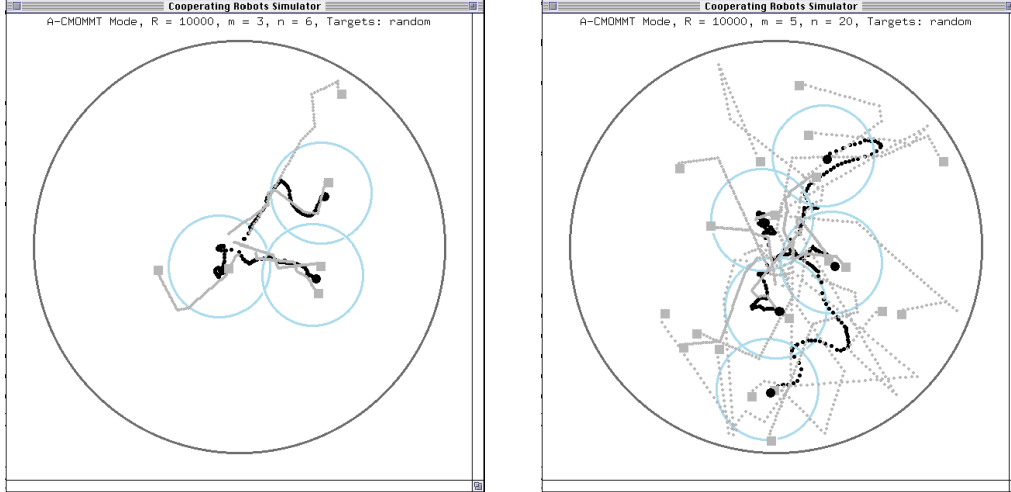 Cooperating Robots Simulator
A-CMOMMT Mode, R = 10000, m = 3, n = 6, Targets: random
Cooperating Robots Simulator
A-CMOMMT Mode, R = 10000, m = 5, n = 20, Targets: random